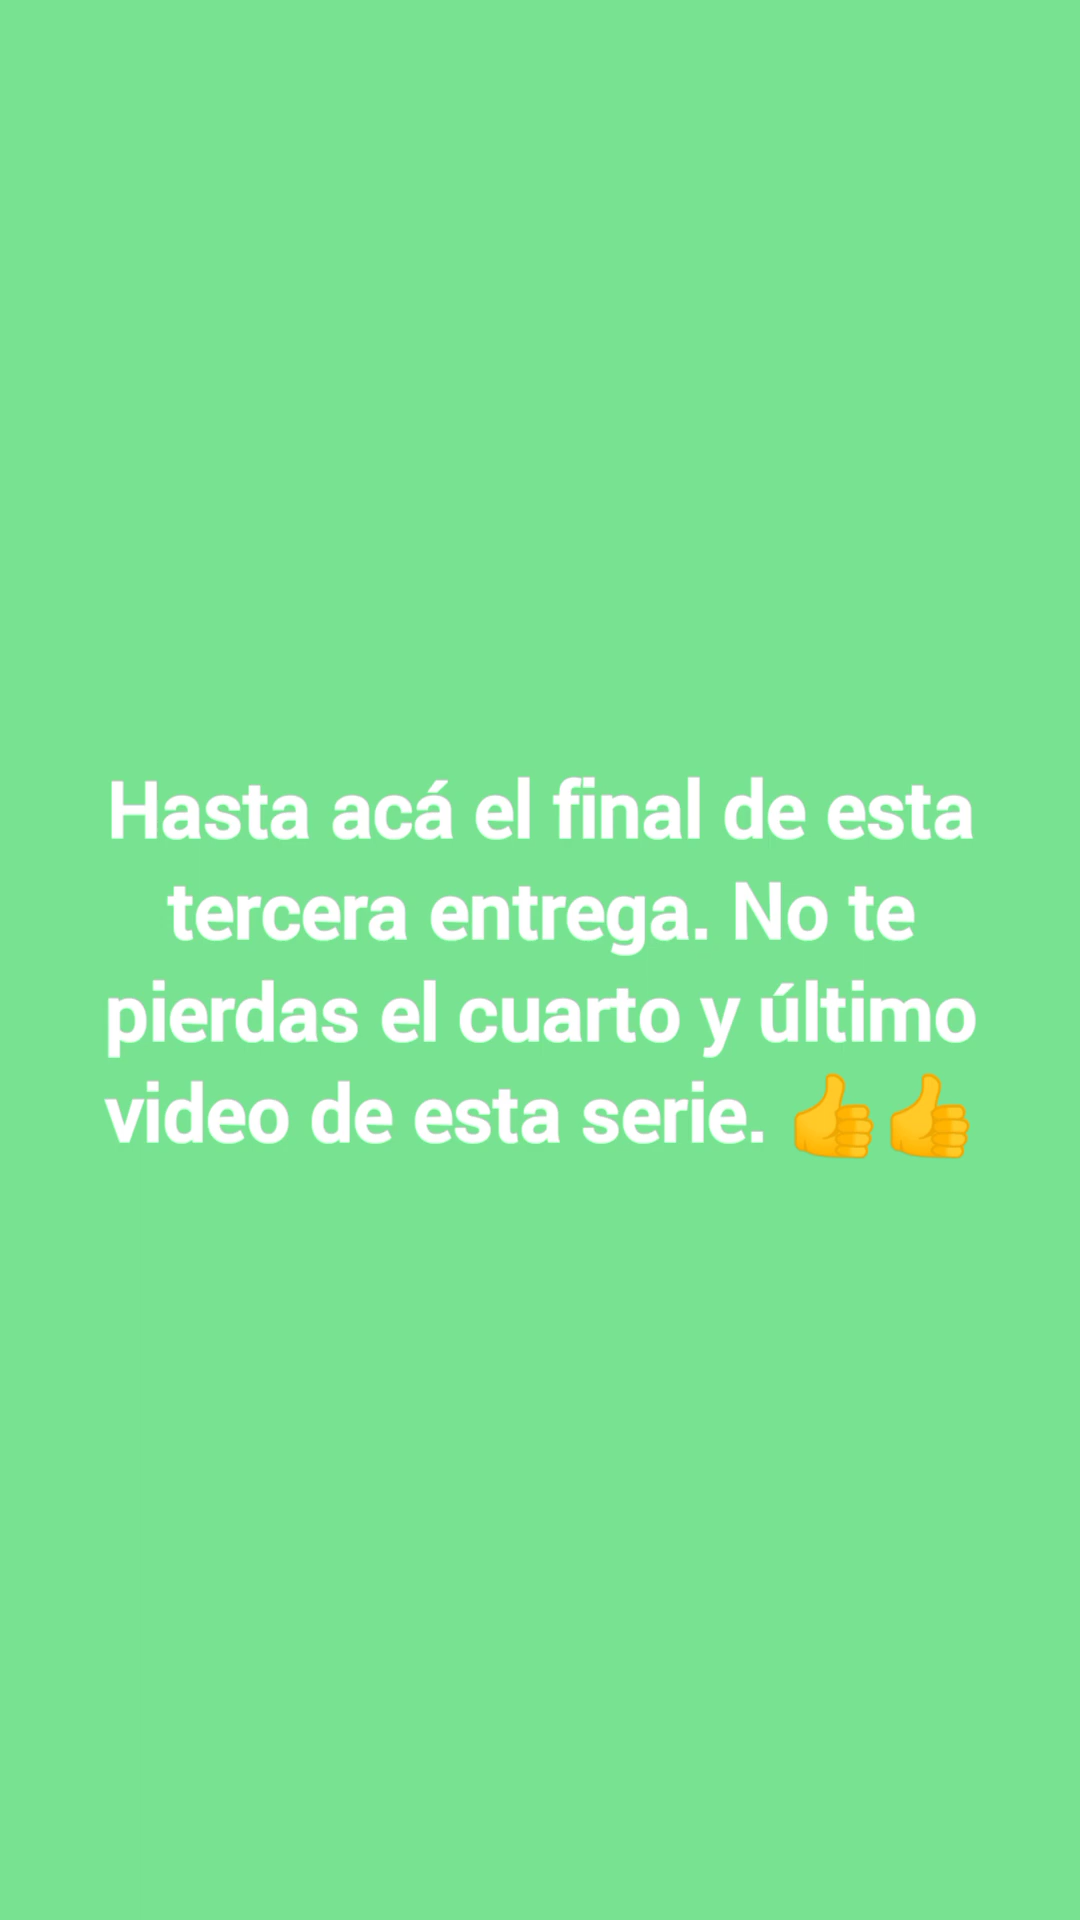 Hasta acá el final de esta
tercera entrega. No te
pierdas el cuarto y último
video de esta serie. 👍👍